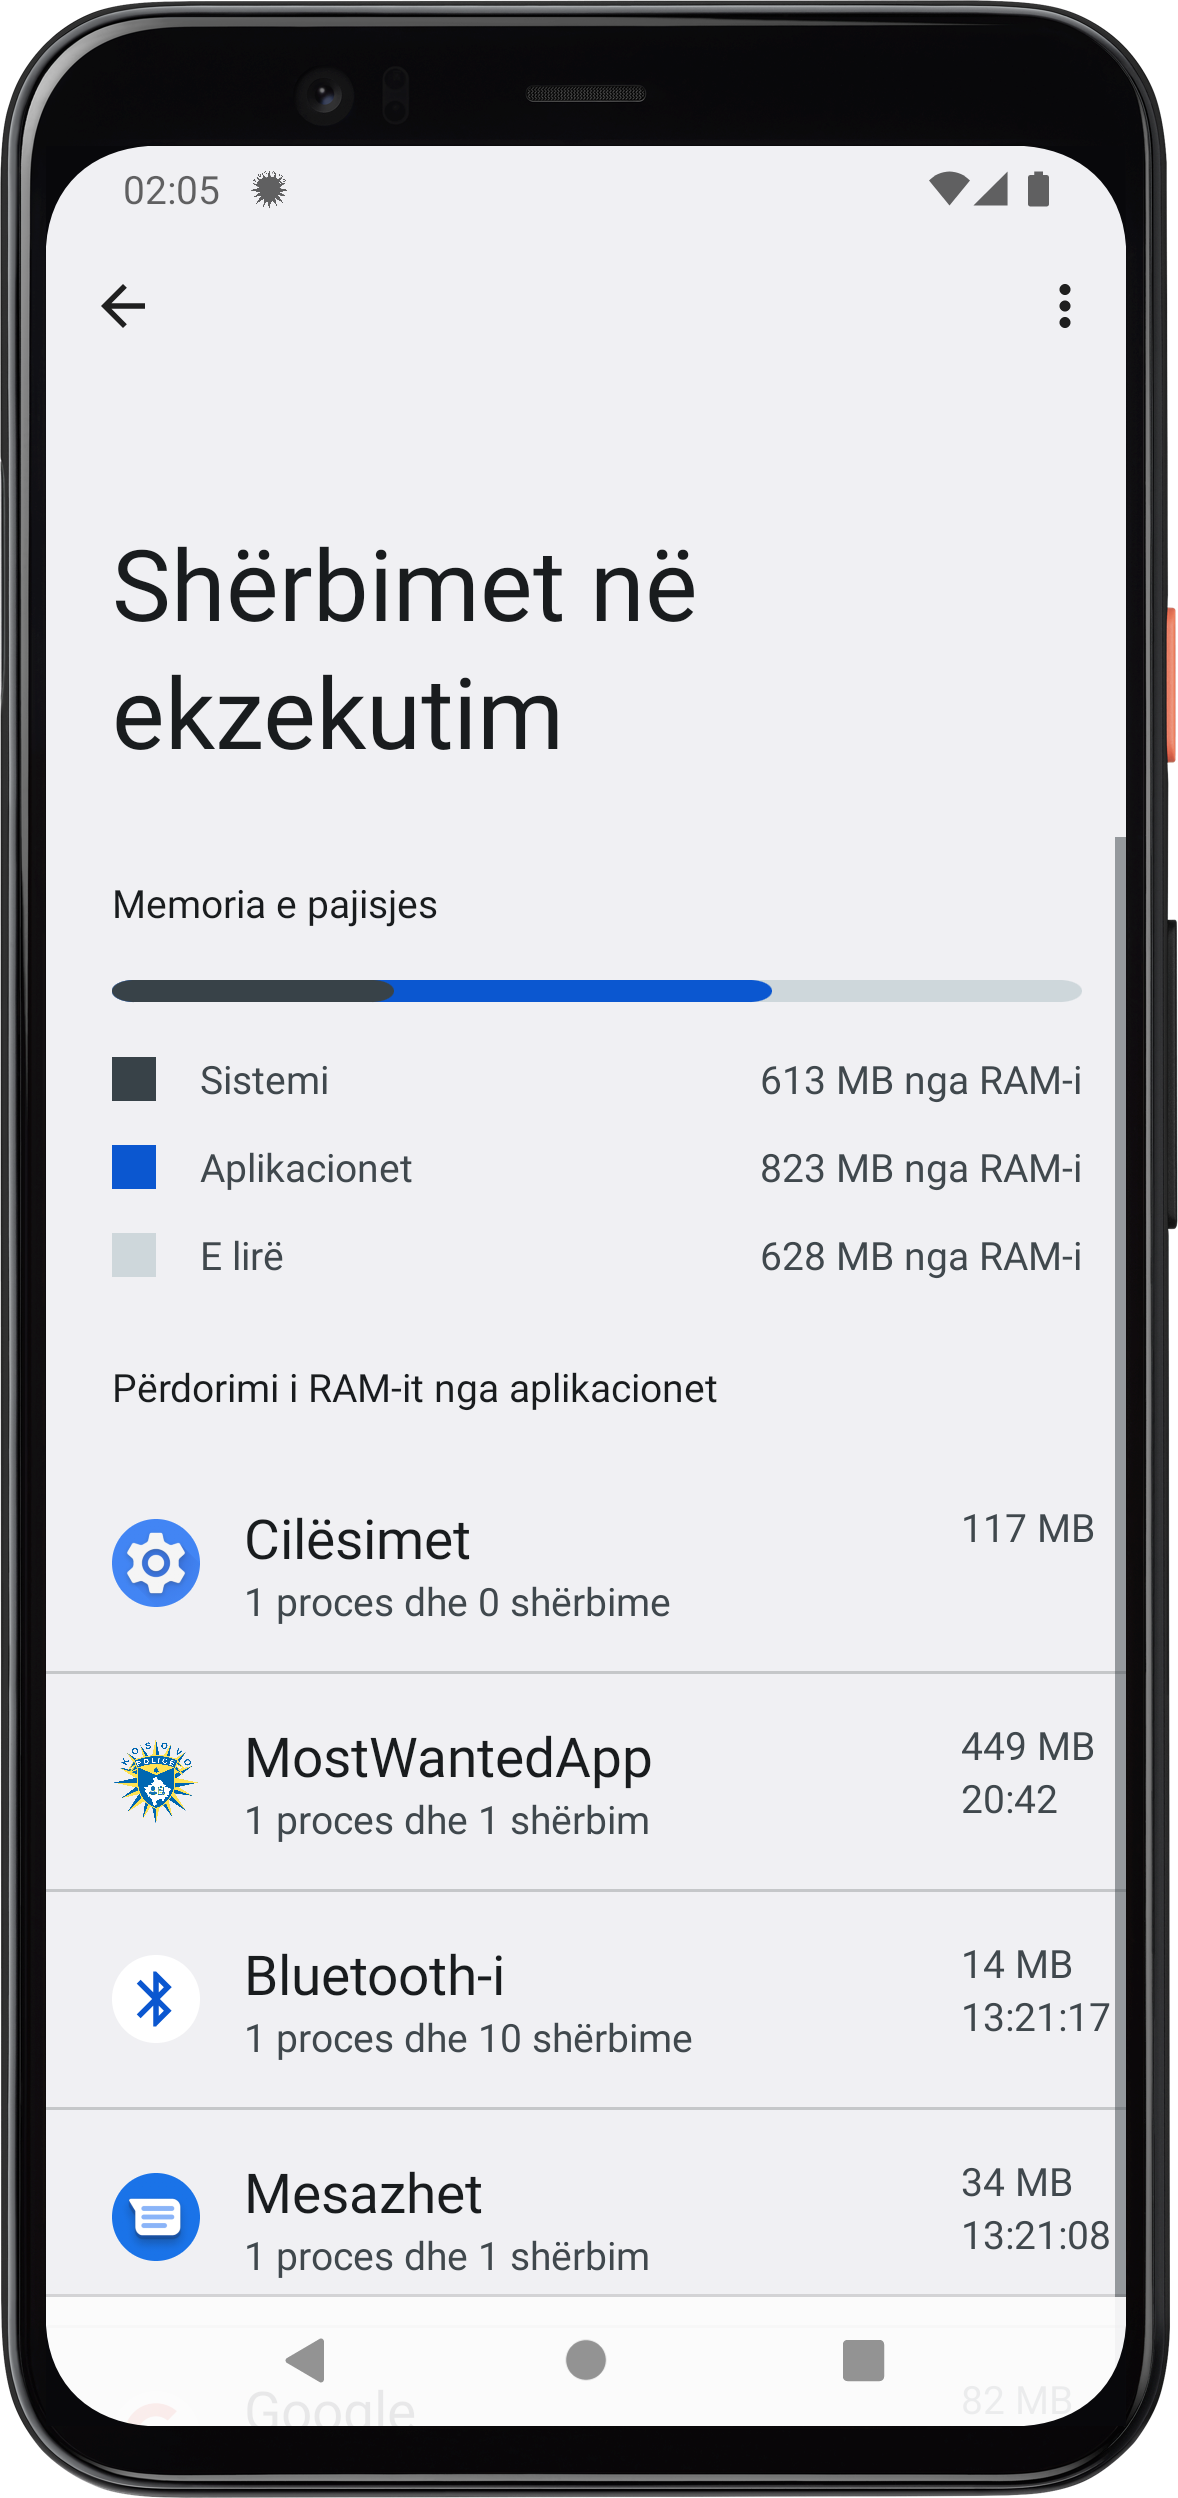 02:05
Shërbimet në
ekzekutim
Memoria e pajisjes
Sistemi 613 MB nga RAM-i
Aplikacionet 823 MB nga RAM-i
E lirë 628 MB nga RAM-i
Përdorimi i RAM-it nga aplikacionet
Cilësimet 117 MB
1 proces dhe 0 shërbime
KOSOVO
POLICE
MostWantedApp 449 MB
1 proces dhe 1 shërbim 20:42
Bluetooth-i 14 MB
1 proces dhe 10 shërbime 13:21:17
Mesazhet 34 MB
1 proces dhe 1 shërbim 13:21:08
Google 82 MB